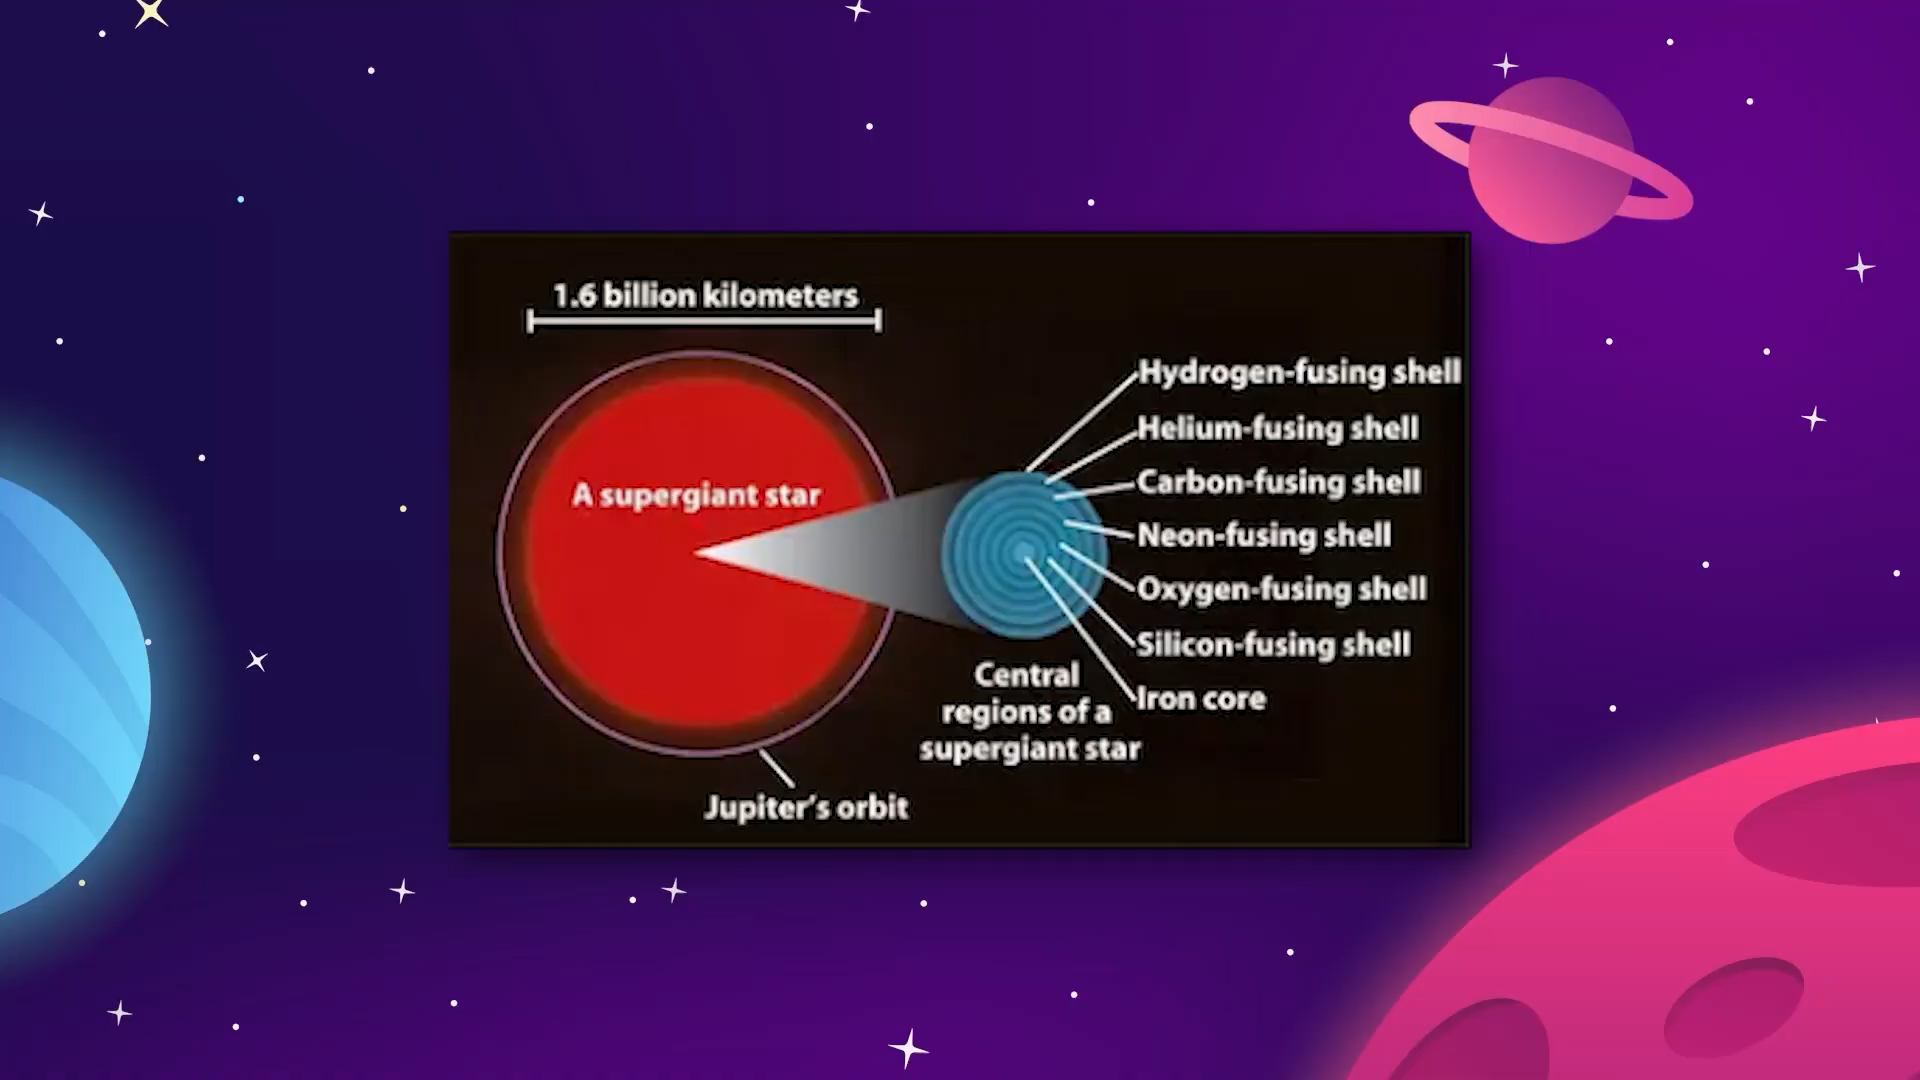 1.6 billion kilometers
A supergiant star
Jupiter's orbit
Hydrogen-fusing shell
Helium-fusing shell
Carbon-fusing shell
Neon-fusing shell
Oxygen-fusing shell
Silicon-fusing shell
Iron core
Central
regions of a
supergiant star